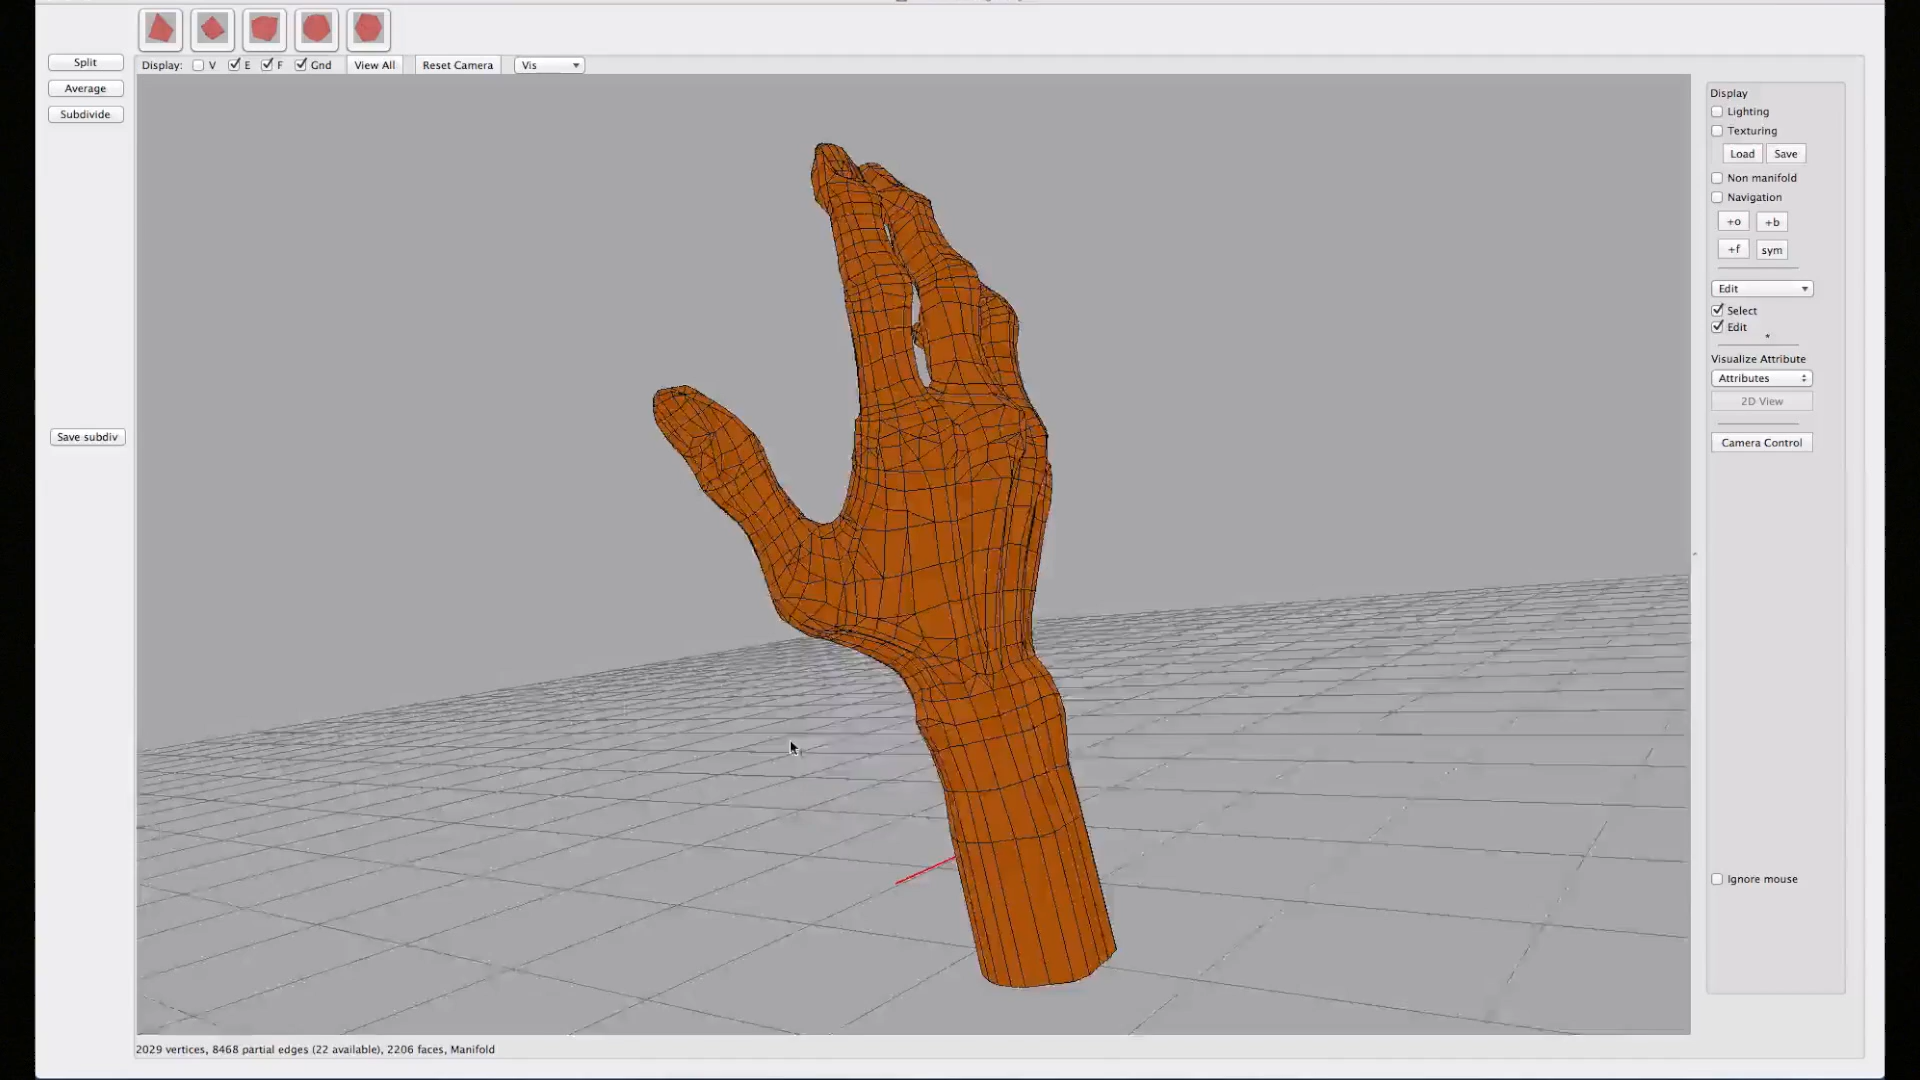 Split
Average
Subdivide
Save subdiv
Display: V E F Gnd View All Reset Camera Vis
Display
Lighting
Texturing
Load Save
Non manifold
Navigation
+o +b
+f sym
Edit
Select
Edit
Visualize Attribute
Attributes
2D View
Camera Control
Ignore mouse
2029 vertices, 8468 partial edges (22 available), 2206 faces, Manifold